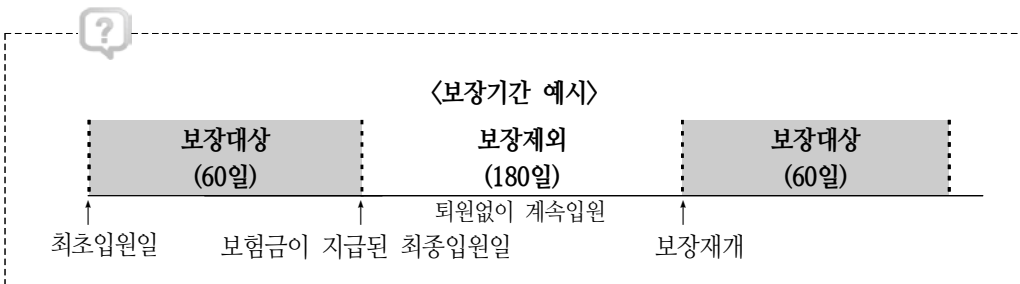 ?
〈보장기간 예시〉
보장대상 보장제외 보장대상
(60일) (180일) (60일)
퇴원없이 계속입원
최초입원일 보험금이 지급된 최종입원일 보장재개